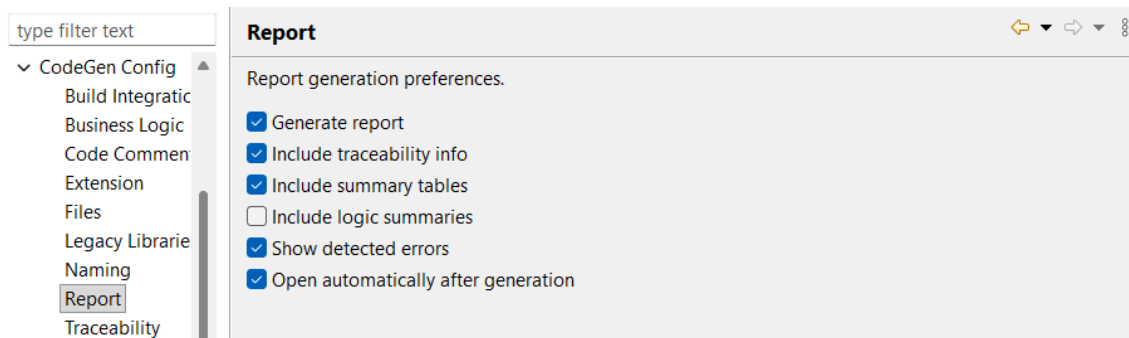 type filter text
CodeGen Config
Build Integratic
Business Logic
Code Commen
Extension
Files
Legacy Librarie
Naming
Report
Traceability
Report
Report generation preferences.
Generate report
Include traceability info
Include summary tables
Include logic summaries
Show detected errors
Open automatically after generation